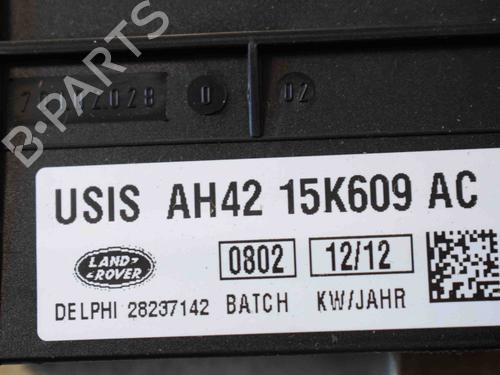 B-PARTS
02
USIS AH42 15K609 AC
LAND-
-ROVER
0802 12/12
DELPHI 28237142 BATCH KW/JAHR